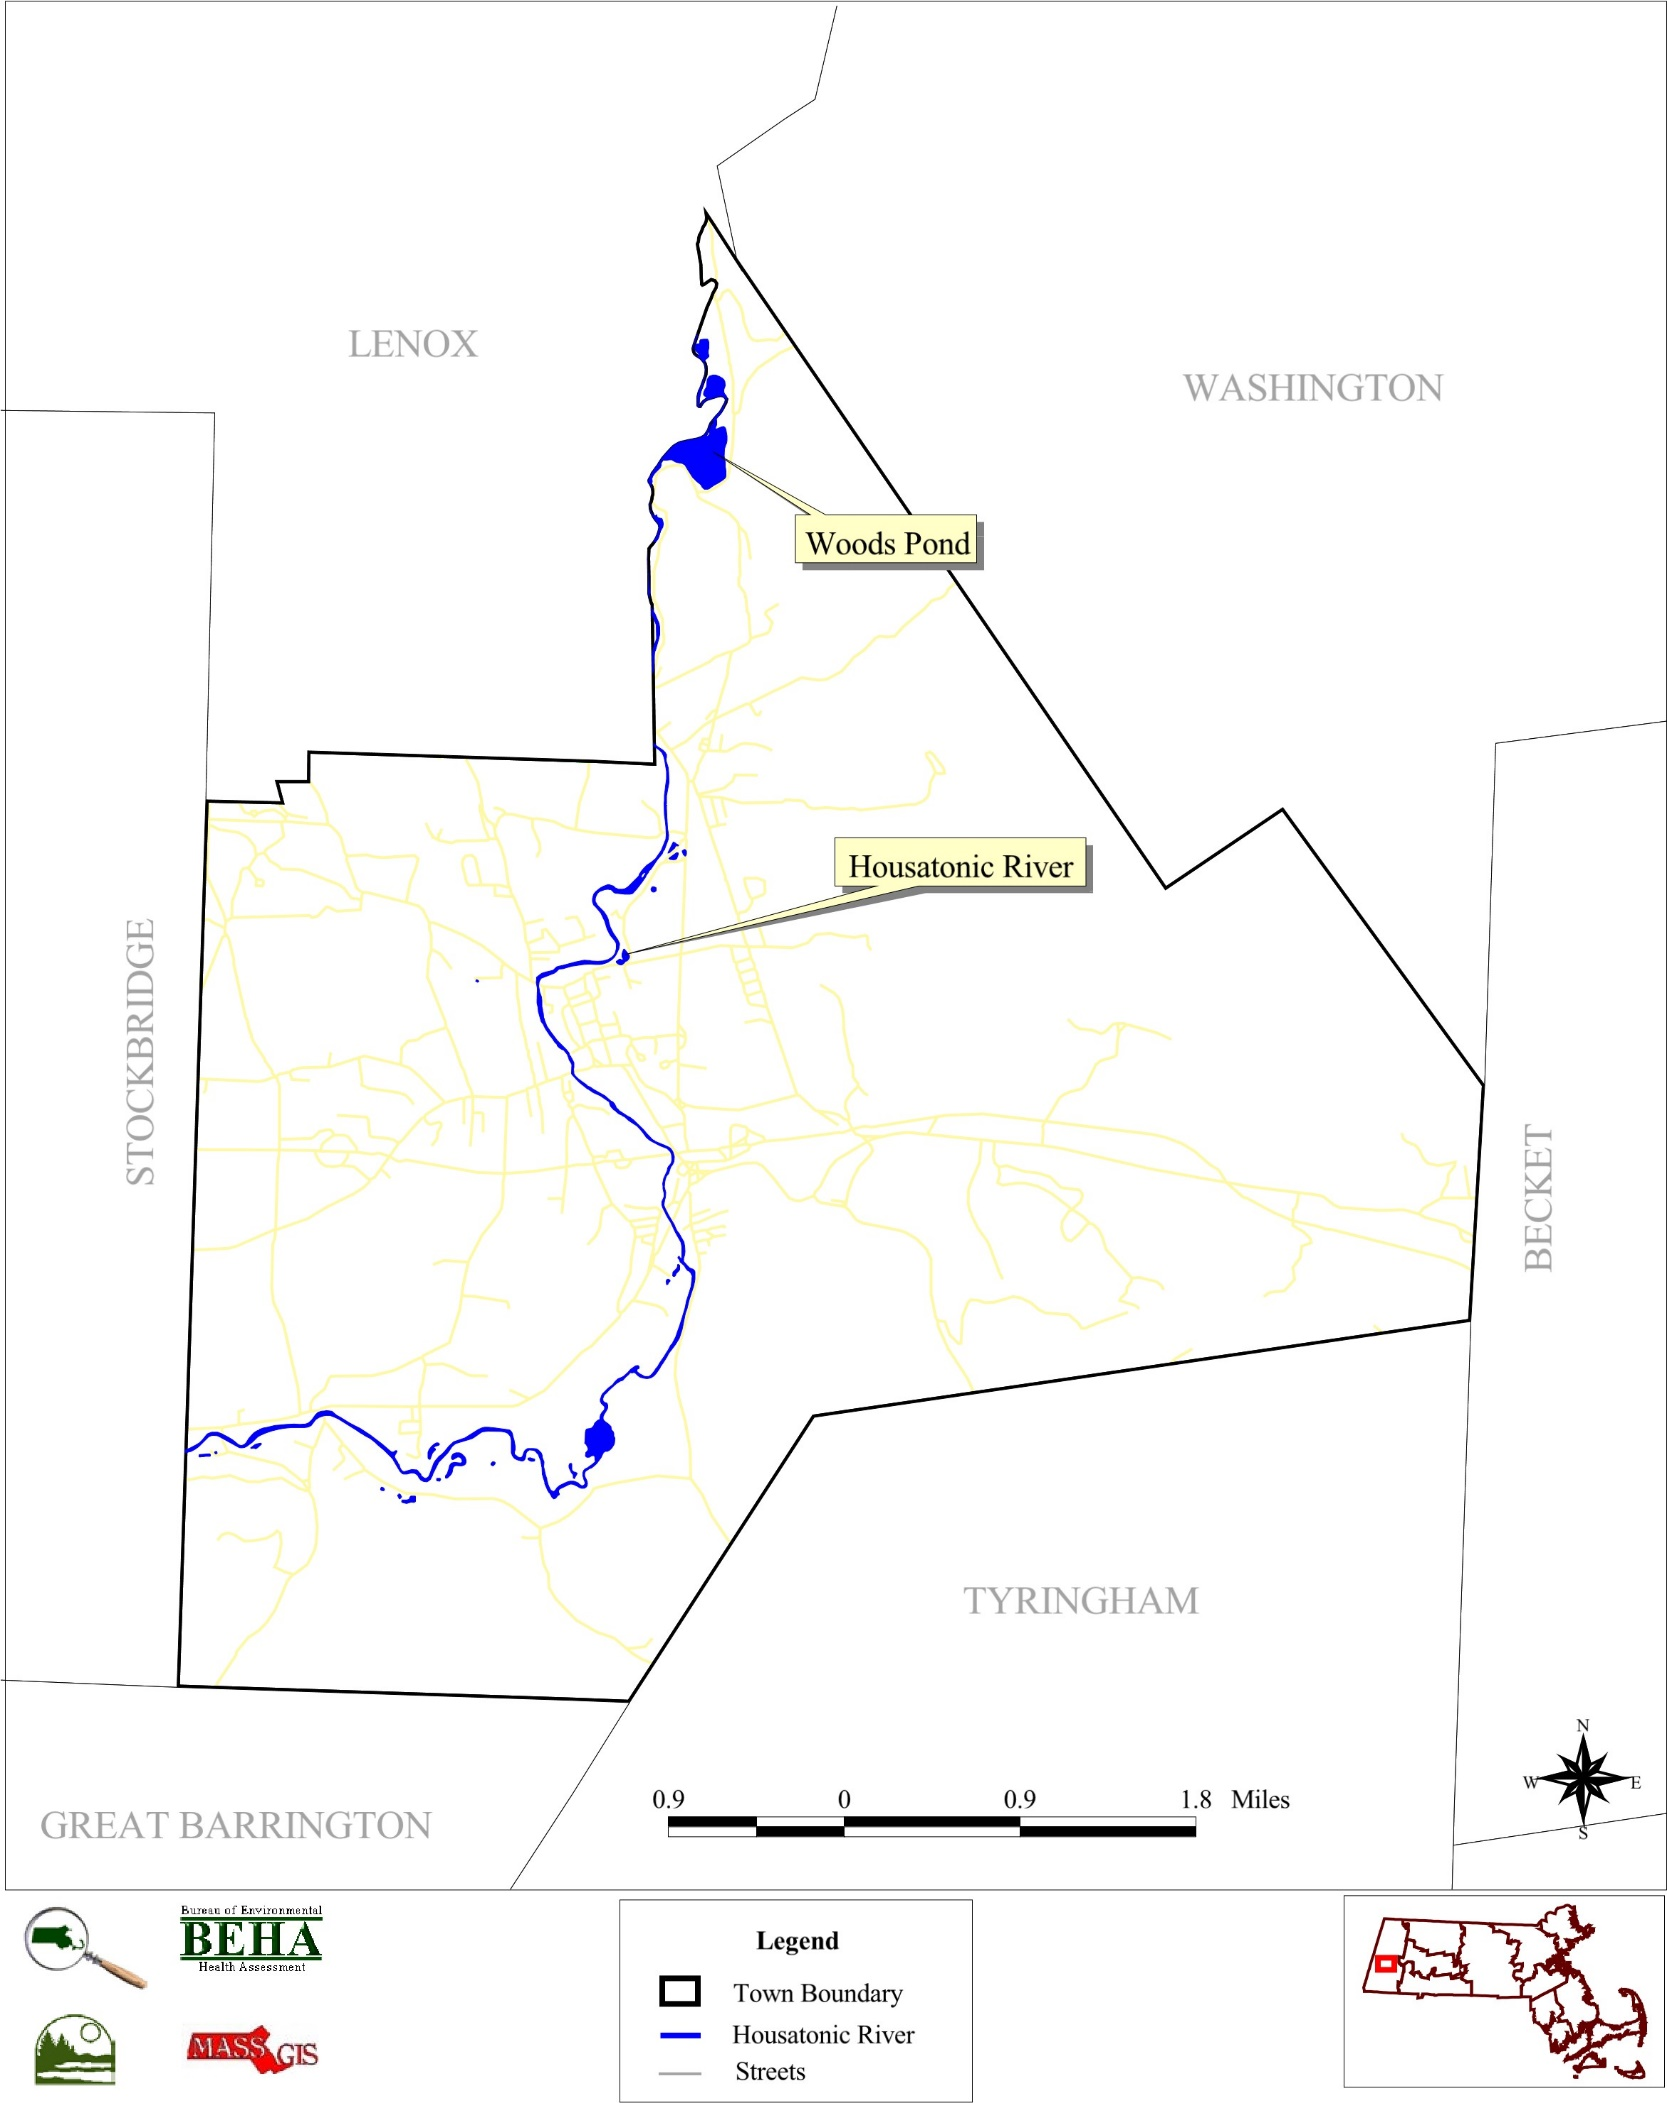 LENOX
WASHINGTON
Woods Pond
Housatonic River
STOCKBRIDGE
BECKET
TYRINGHAM
GREAT BARRINGTON
0.9 0 0.9 1.8 Miles
N
W E
S
Bureau of Environmental
BEHA
Health Assessment
MASS GIS
Legend
Town Boundary
Housatonic River
Streets